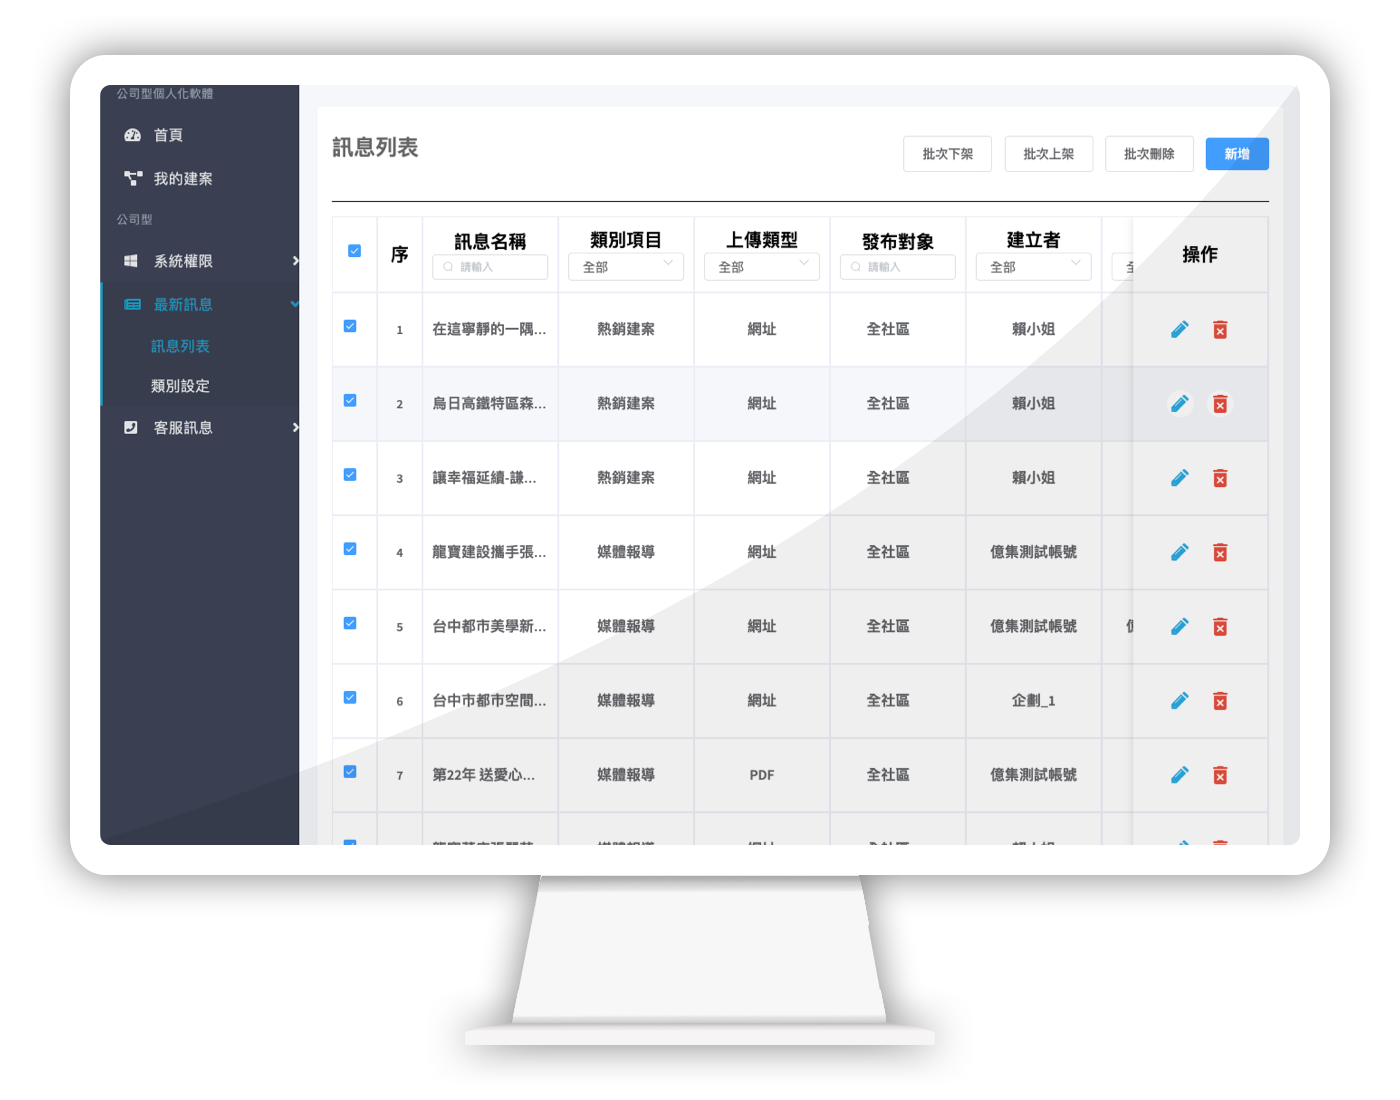 公司型個人化軟體
首頁
我的建案
公司型
系統權限
最新訊息
訊息列表
類別設定
客服訊息
訊息列表
批次下架 批次上架 批次刪除 新增
序 訊息名稱 類別項目 上傳類型 發布對象 建立者 操作
請輸入 全部 全部 請輸入 全部
1 在這寧靜的一隅... 熱銷建案 網址 全社區 賴小姐
2 烏日高鐵特區森... 熱銷建案 網址 全社區 賴小姐
3 讓幸福延續-謙... 熱銷建案 網址 全社區 賴小姐
4 龍寶建設攜手張... 媒體報導 網址 全社區 億集測試帳號
5 台中都市美學新... 媒體報導 網址 全社區 億集測試帳號
6 台中市都市空間... 媒體報導 網址 全社區 企劃_1
7 第22年 送愛心... 媒體報導 PDF 全社區 億集測試帳號